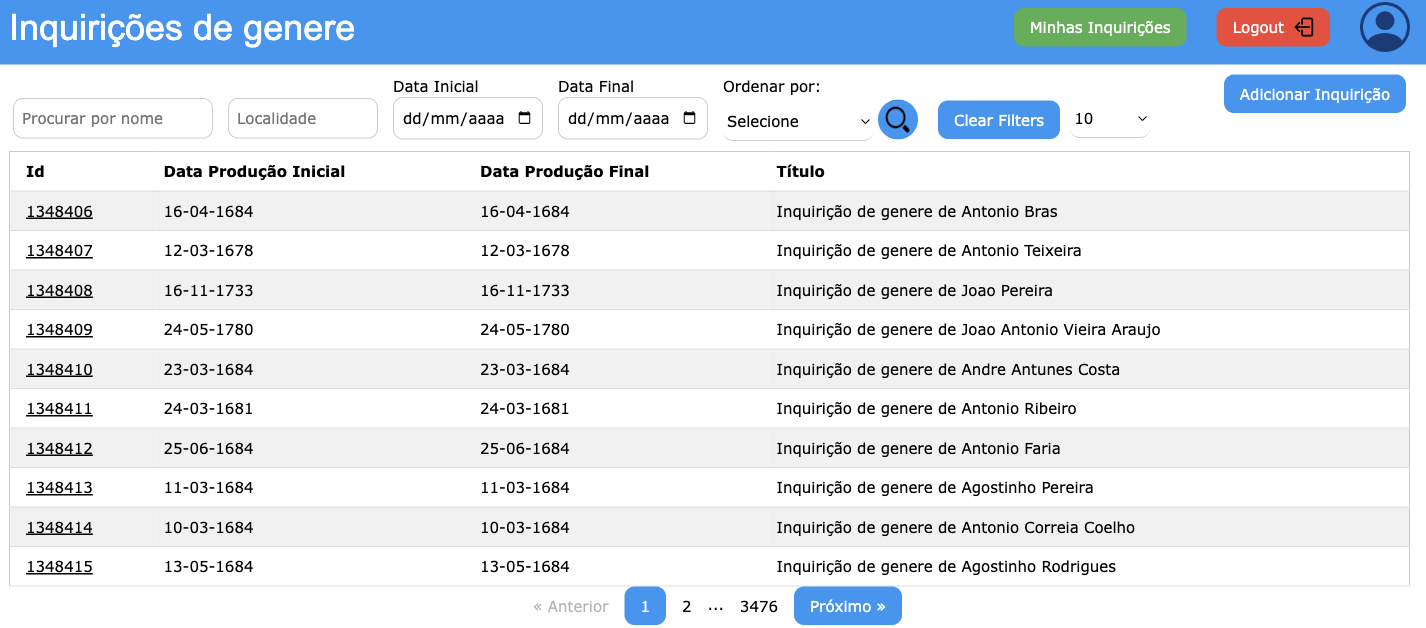 Inquirições de genere
Minhas Inquirições
Logout
Data Inicial
Data Final
Ordenar por:
Adicionar Inquirição
Procurar por nome
Localidade
dd/mm/aaaa
dd/mm/aaaa
Selecione
Clear Filters
10
Id Data Produção Inicial Data Produção Final Título
1348406 16-04-1684 16-04-1684 Inquirição de genere de Antonio Bras
1348407 12-03-1678 12-03-1678 Inquirição de genere de Antonio Teixeira
1348408 16-11-1733 16-11-1733 Inquirição de genere de Joao Pereira
1348409 24-05-1780 24-05-1780 Inquirição de genere de Joao Antonio Vieira Araujo
1348410 23-03-1684 23-03-1684 Inquirição de genere de Andre Antunes Costa
1348411 24-03-1681 24-03-1681 Inquirição de genere de Antonio Ribeiro
1348412 25-06-1684 25-06-1684 Inquirição de genere de Antonio Faria
1348413 11-03-1684 11-03-1684 Inquirição de genere de Agostinho Pereira
1348414 10-03-1684 10-03-1684 Inquirição de genere de Antonio Correia Coelho
1348415 13-05-1684 13-05-1684 Inquirição de genere de Agostinho Rodrigues
« Anterior 1 2 ... 3476 Próximo »